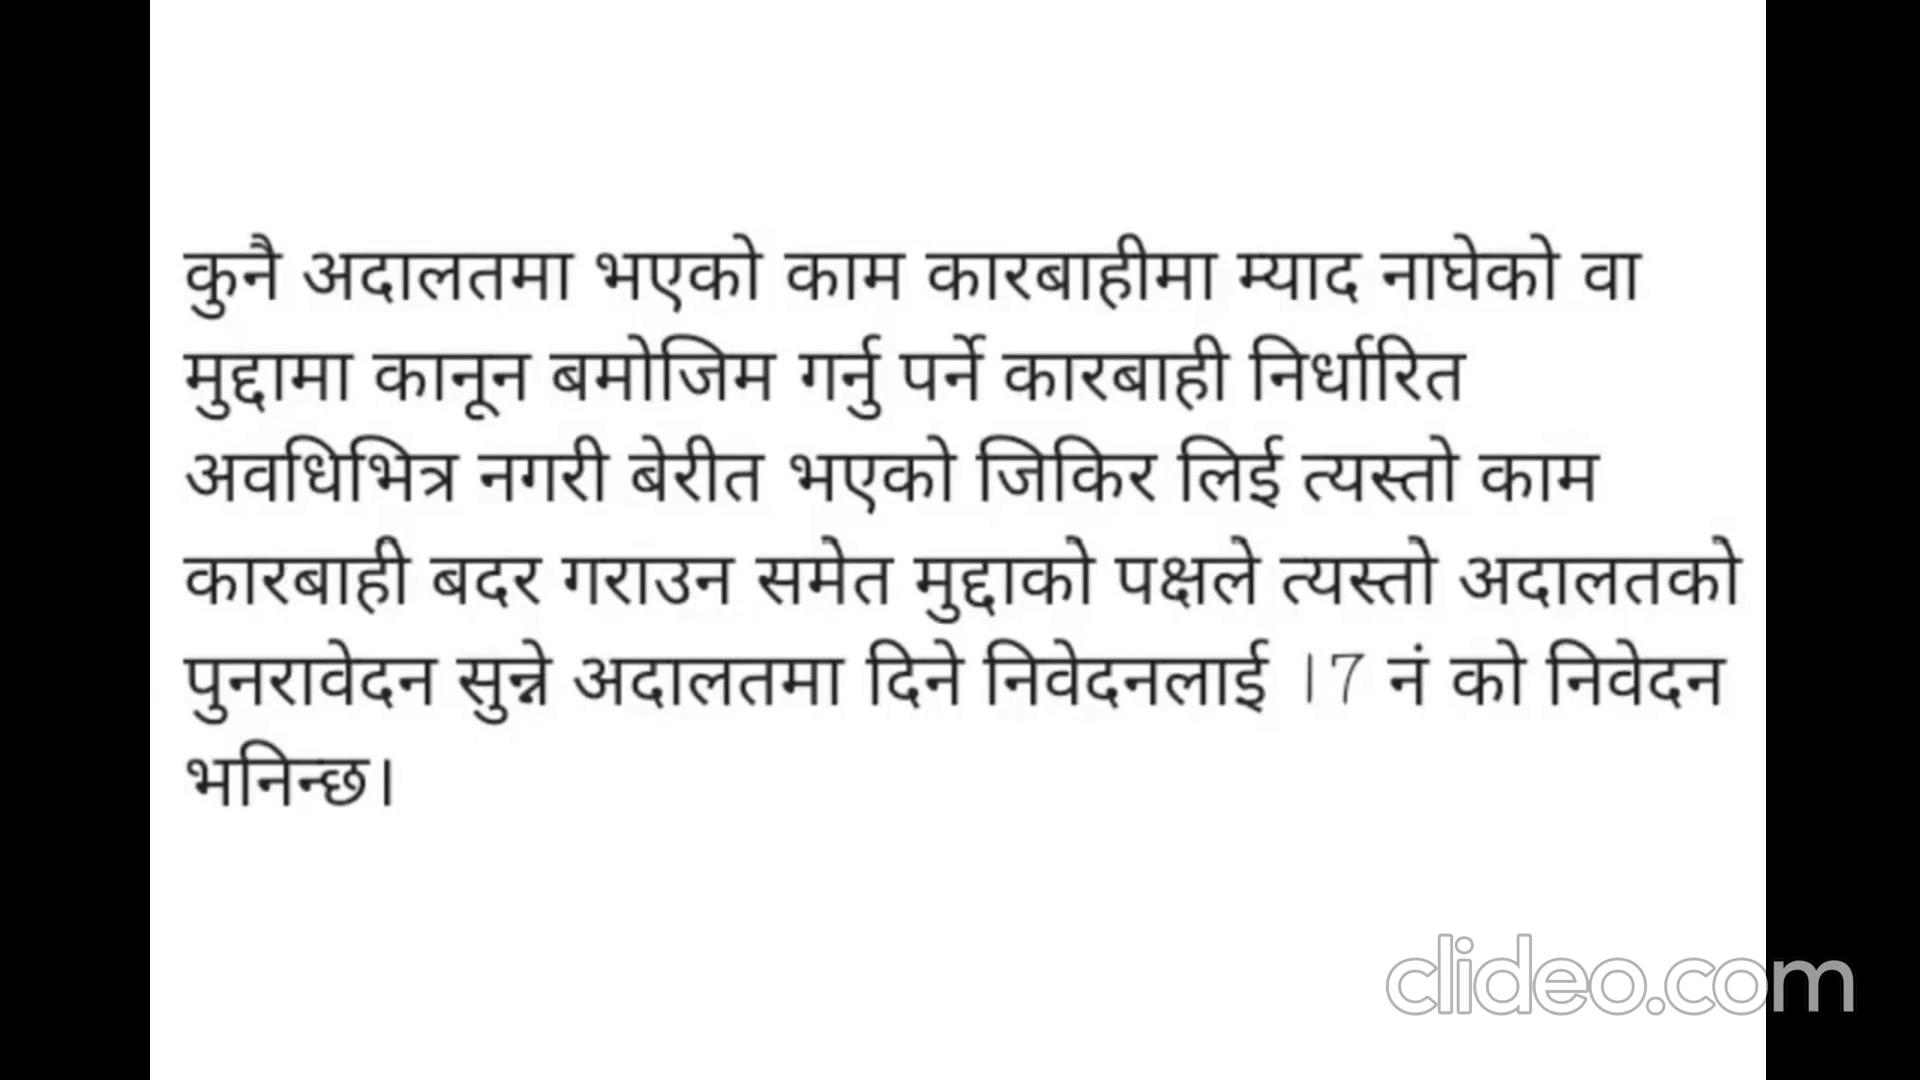 कुनै अदालतमा भएको काम कारबाहीमा म्याद नाघेको वा
मुद्दामा कानून बमोजिम गर्नु पर्ने कारबाही निर्धारित
अवधिभित्र नगरी बेरीत भएको जिकिर लिई त्यस्तो काम
कारबाही बदर गराउन समेत मुद्दाको पक्षले त्यस्तो अदालतको
पुनरावेदन सुन्ने अदालतमा दिने निवेदनलाई 17 नं को निवेदन
भनिन्छ।
clideo.com